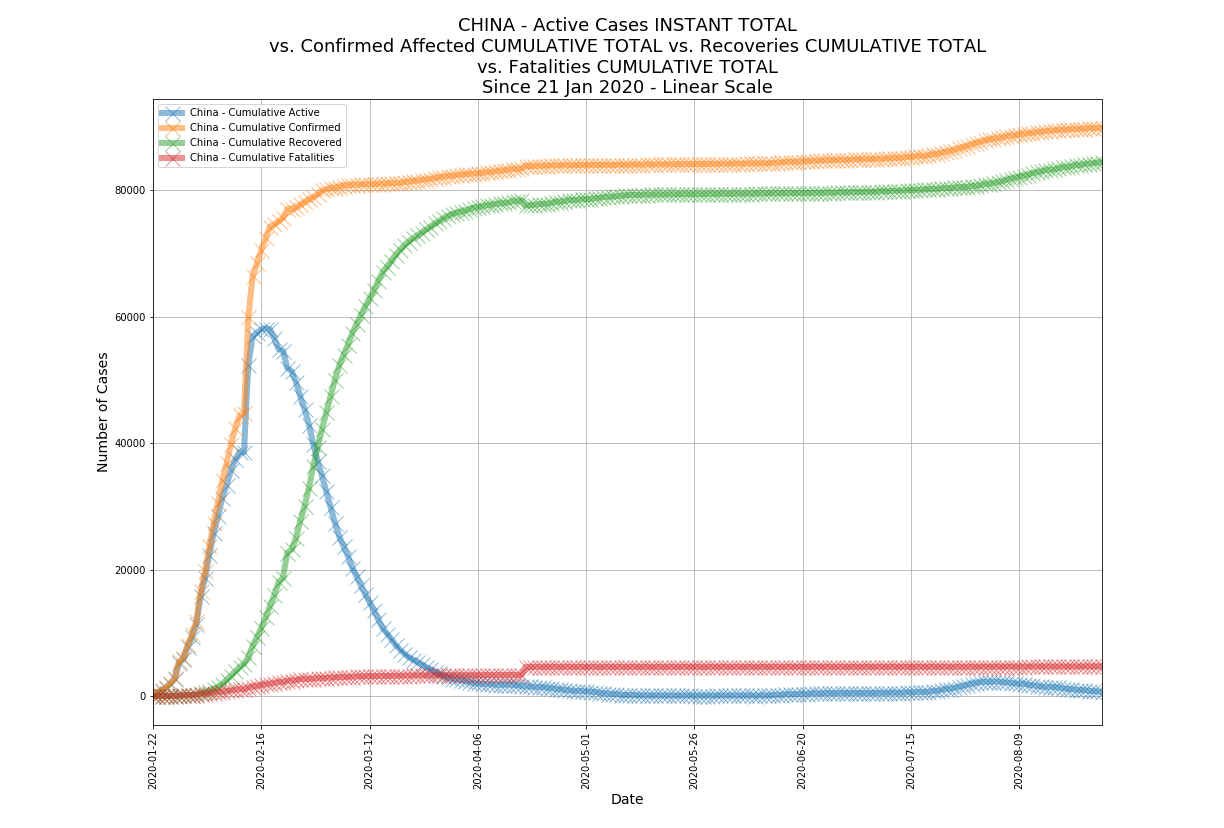 CHINA - Active Cases INSTANT TOTAL
vs. Confirmed Affected CUMULATIVE TOTAL vs. Recoveries CUMULATIVE TOTAL
vs. Fatalities CUMULATIVE TOTAL
Since 21 Jan 2020 - Linear Scale
China - Cumulative Active
China - Cumulative Confirmed
China - Cumulative Recovered
China - Cumulative Fatalities
Number of Cases
80000
60000
40000
20000
0
2020-01-22
2020-02-16
2020-03-12
2020-04-06
2020-05-01
2020-05-26
2020-06-20
2020-07-15
2020-08-09
Date